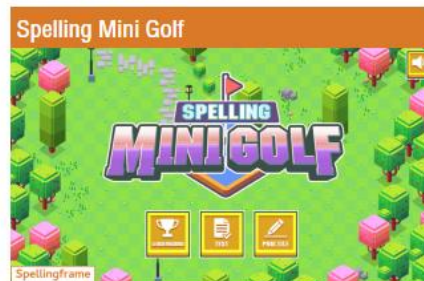 Spelling Mini Golf
SPELLING
MINI GOLF
TEST
PRACTICE
Spellingframe